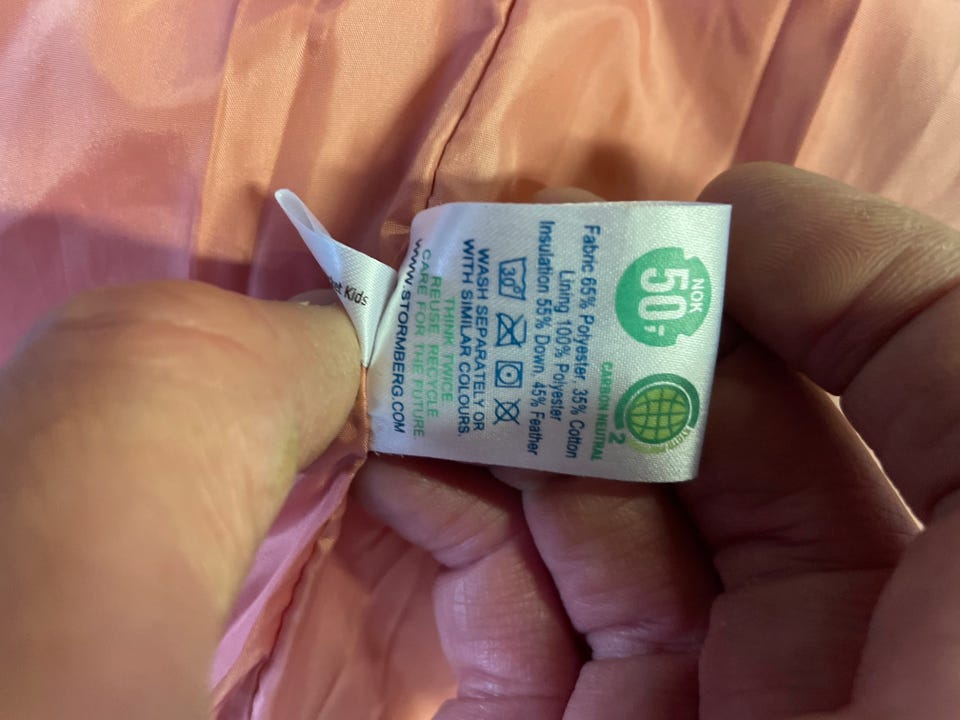 NOK
50,-
CARBON NEUTRAL
Fabric 65% Polyester. 35% Cotton
Lining 100% Polyester
Insulation 55% Down. 45% Feather
30°
WASH SEPARATELY OR
WITH SIMILAR COLOURS.
THINK TWICE.
REUSE, RECYCLE
CARE FOR THE FUTURE
WWW.STORMBERG.COM
Kids